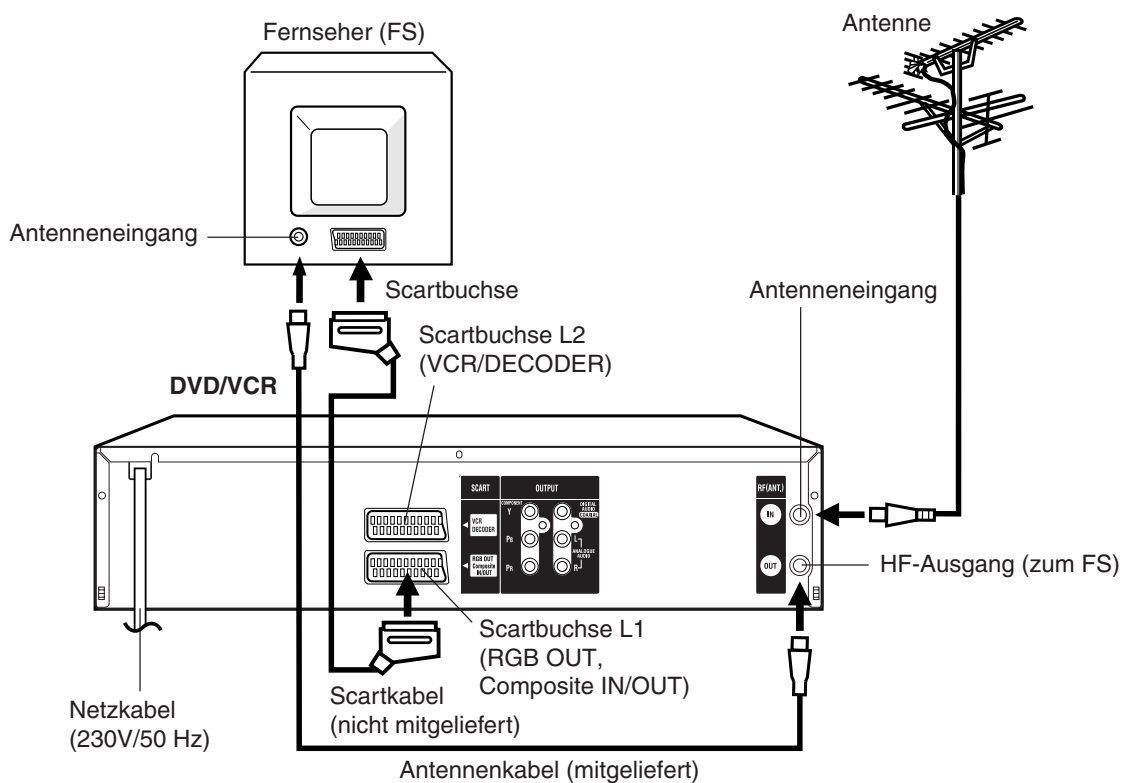 Fernseher (FS)
Antenne
Antenneneingang
Scartbuchse
Antenneneingang
Scartbuchse L2
(VCR/DECODER)
DVD/VCR
SCART
OUTPUT
RF(ANT.)
COMPONENT
Y
DIGITAL
AUDIO
COAXIAL
VCR
DECODER
IN
PB
L
ANALOGUE
AUDIO
RGB OUT
Composite
IN/OUT
PR
R
OUT
HF-Ausgang (zum FS)
Scartbuchse L1
(RGB OUT,
Composite IN/OUT)
Scartkabel
(nicht mitgeliefert)
Netzkabel
(230V/50 Hz)
Antennenkabel (mitgeliefert)